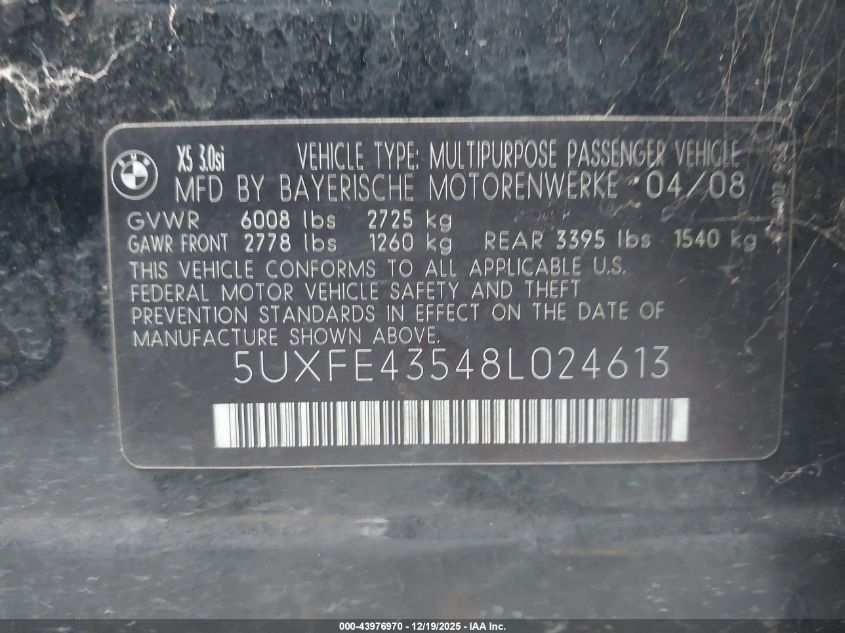 BMW
X5 3.0si VEHICLE TYPE: MULTIPURPOSE PASSENGER VEHICLE
MFD BY BAYERISCHE MOTORENWERKE 04/08
GVWR 6008 lbs 2725 kg
GAWR FRONT 2778 lbs 1260 kg REAR 3395 lbs 1540 kg
THIS VEHICLE CONFORMS TO ALL APPLICABLE U.S.
FEDERAL MOTOR VEHICLE SAFETY AND THEFT
PREVENTION STANDARDS IN EFFECT ON THE DATE OF
MANUFACTURE SHOWN ABOVE.
5UXFE43548L024613
000-43976970 - 12/19/2025 - IAA Inc.